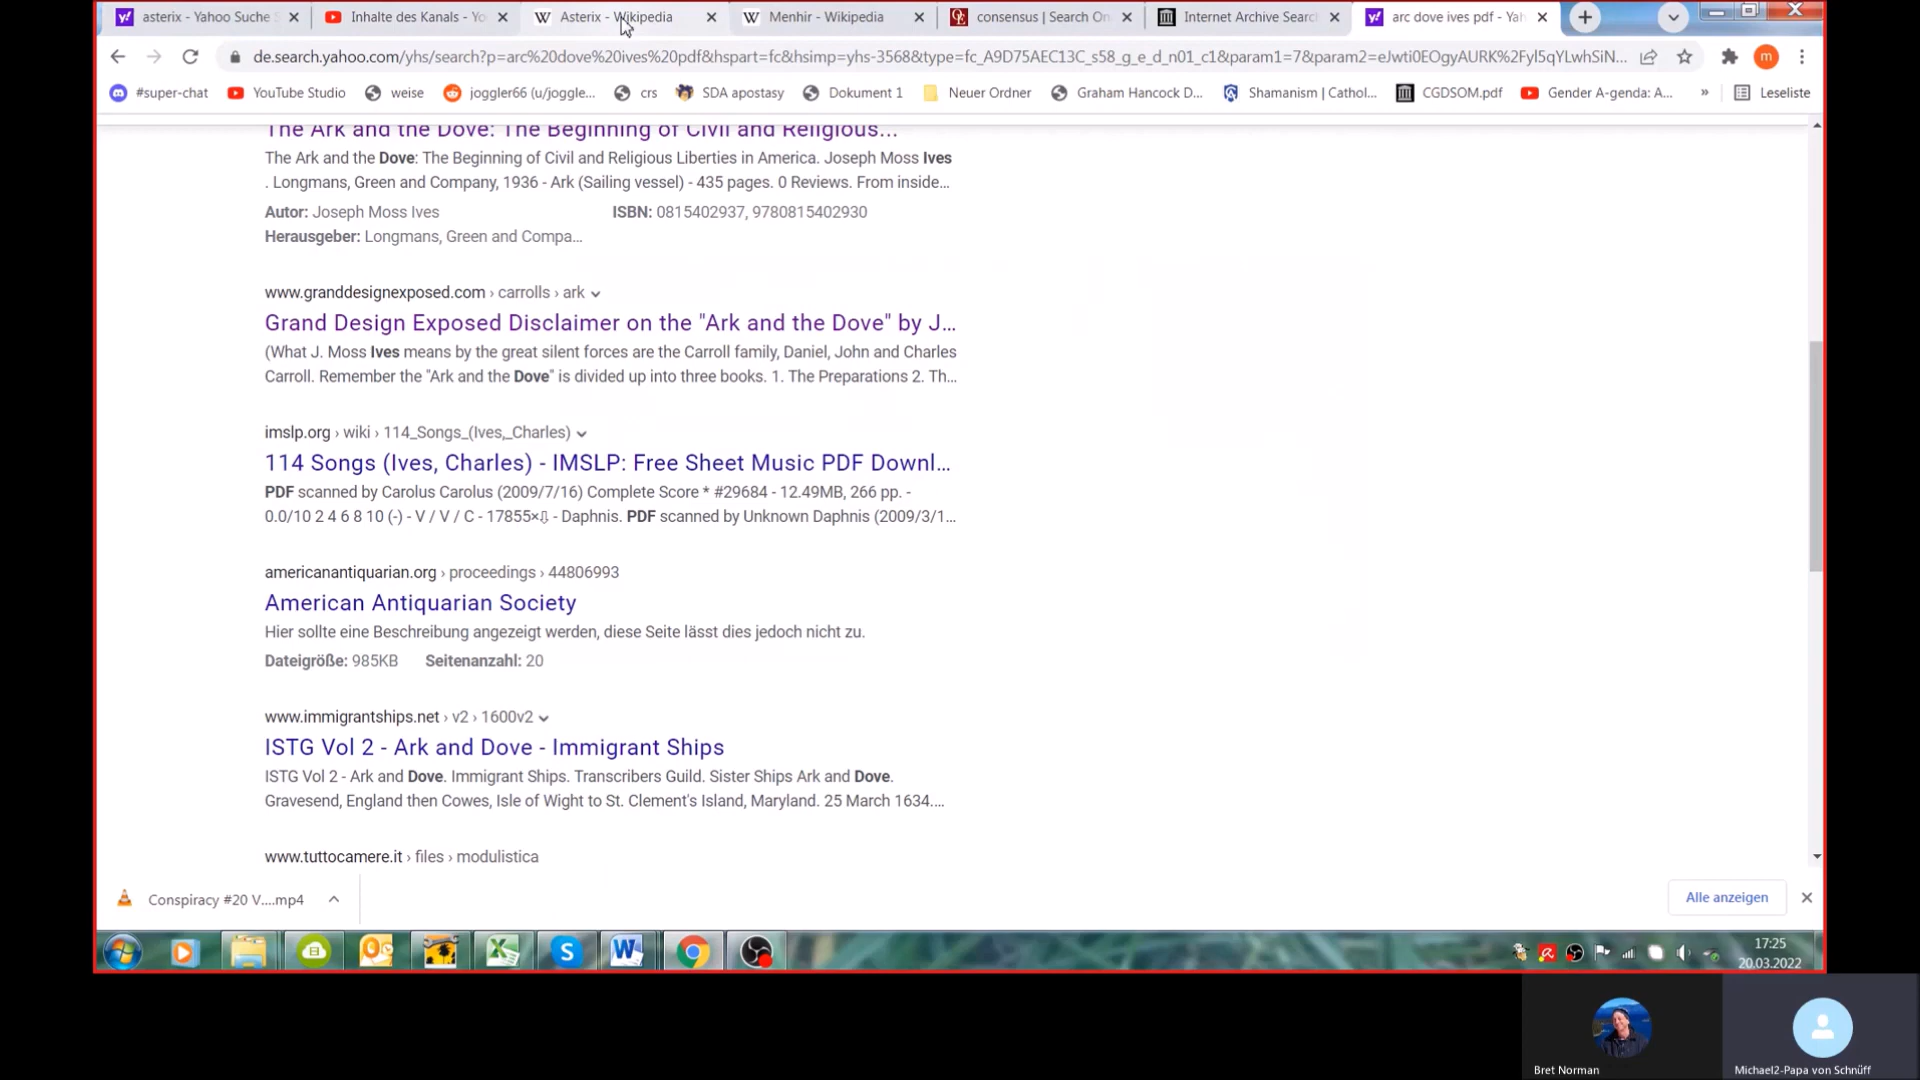 asterix - Yahoo Suche
Inhalte des Kanals - Yo
Asterix - Wikipedia
Menhir - Wikipedia
consensus | Search On
Internet Archive Search
arc dove ives pdf - Yah
de.search.yahoo.com/yhs/search?p=arc%20dove%20ives%20pdf&hspart=fc&hsimp=yhs-3568&type=fc_A9D75AEC13C_s58_g_e_d_n01_c1&param1=7&param2=eJwti0EOgyAURK%2Fyl5qYLwhSiN...
m
#super-chat
YouTube Studio
weise
joggler66 (u/joggle...
crs
SDA apostasy
Dokument 1
Neuer Ordner
Graham Hancock D...
Shamanism | Cathol...
CGDSOM.pdf
Gender A-genda: A...
»
Leseliste
The Ark and the Dove: The Beginning of Civil and Religious...
The Ark and the Dove: The Beginning of Civil and Religious Liberties in America. Joseph Moss Ives
. Longmans, Green and Company, 1936 - Ark (Sailing vessel) - 435 pages. 0 Reviews. From inside...
Autor: Joseph Moss Ives ISBN: 0815402937, 9780815402930
Herausgeber: Longmans, Green and Compa...
www.granddesignexposed.com › carrolls › ark
Grand Design Exposed Disclaimer on the "Ark and the Dove" by J...
(What J. Moss Ives means by the great silent forces are the Carroll family, Daniel, John and Charles
Carroll. Remember the "Ark and the Dove" is divided up into three books. 1. The Preparations 2. Th...
imslp.org › wiki › 114_Songs_(Ives,_Charles)
114 Songs (Ives, Charles) - IMSLP: Free Sheet Music PDF Downl...
PDF scanned by Carolus Carolus (2009/7/16) Complete Score * #29684 - 12.49MB, 266 pp. -
0.0/10 2 4 6 8 10 (-) - V / V / C - 17855×⇩ - Daphnis. PDF scanned by Unknown Daphnis (2009/3/1...
americanantiquarian.org › proceedings › 44806993
American Antiquarian Society
Hier sollte eine Beschreibung angezeigt werden, diese Seite lässt dies jedoch nicht zu.
Dateigröße: 985KB Seitenanzahl: 20
www.immigrantships.net › v2 › 1600v2
ISTG Vol 2 - Ark and Dove - Immigrant Ships
ISTG Vol 2 - Ark and Dove. Immigrant Ships. Transcribers Guild. Sister Ships Ark and Dove.
Gravesend, England then Cowes, Isle of Wight to St. Clement's Island, Maryland. 25 March 1634....
www.tuttocamere.it › files › modulistica
Conspiracy #20 V....mp4
Alle anzeigen
17:25
20.03.2022
Bret Norman
Michael2-Papa von Schnüff